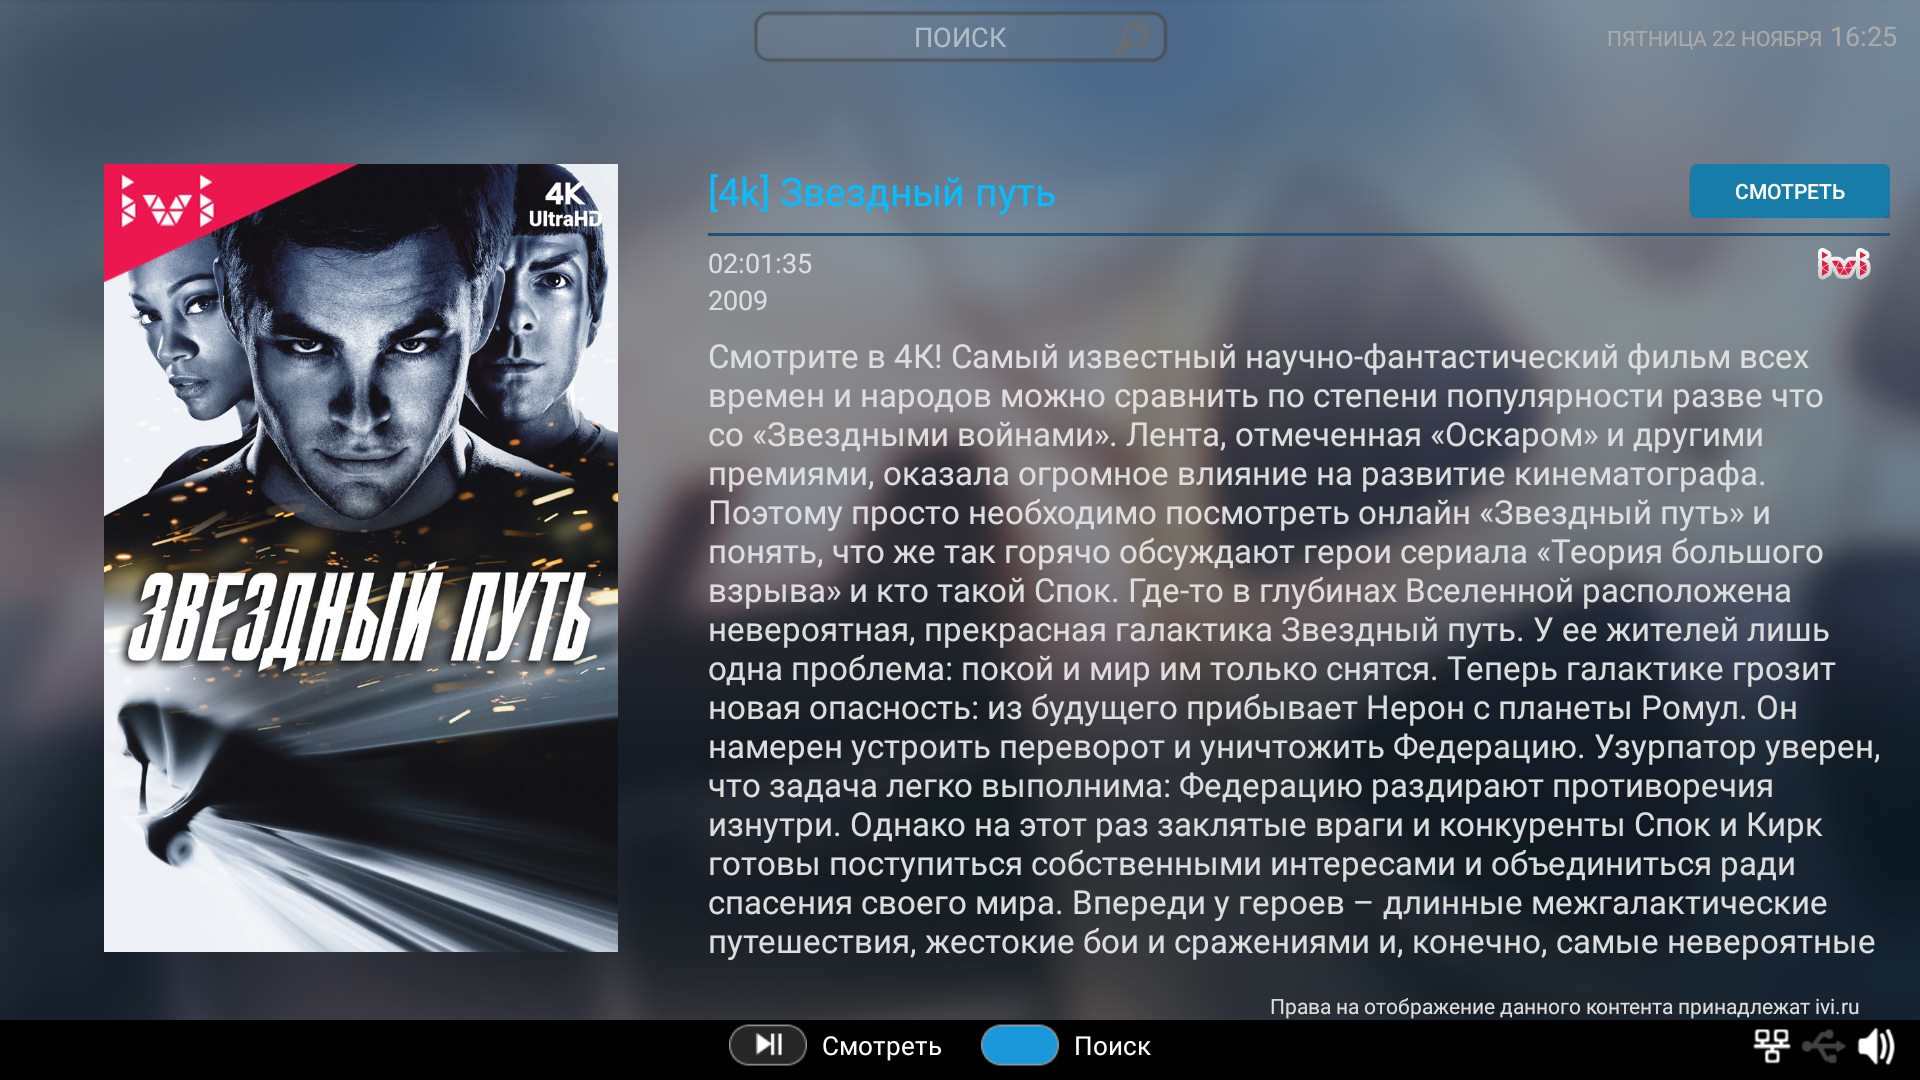 ПОИСК
ПЯТНИЦА 22 НОЯБРЯ 16:25
ivi
4K
UltraHD
ЗВЕЗДНЫЙ ПУТЬ
[4k] Звездный путь
СМОТРЕТЬ
02:01:35
ivi
2009
Смотрите в 4К! Самый известный научно-фантастический фильм всех
времен и народов можно сравнить по степени популярности разве что
со «Звездными войнами». Лента, отмеченная «Оскаром» и другими
премиями, оказала огромное влияние на развитие кинематографа.
Поэтому просто необходимо посмотреть онлайн «Звездный путь» и
понять, что же так горячо обсуждают герои сериала «Теория большого
взрыва» и кто такой Спок. Где-то в глубинах Вселенной расположена
невероятная, прекрасная галактика Звездный путь. У ее жителей лишь
одна проблема: покой и мир им только снятся. Теперь галактике грозит
новая опасность: из будущего прибывает Нерон с планеты Ромул. Он
намерен устроить переворот и уничтожить Федерацию. Узурпатор уверен,
что задача легко выполнима: Федерацию раздирают противоречия
изнутри. Однако на этот раз заклятые враги и конкуренты Спок и Кирк
готовы поступиться собственными интересами и объединиться ради
спасения своего мира. Впереди у героев – длинные межгалактические
путешествия, жестокие бои и сражениями и, конечно, самые невероятные
Права на отображение данного контента принадлежат ivi.ru
Смотреть
Поиск